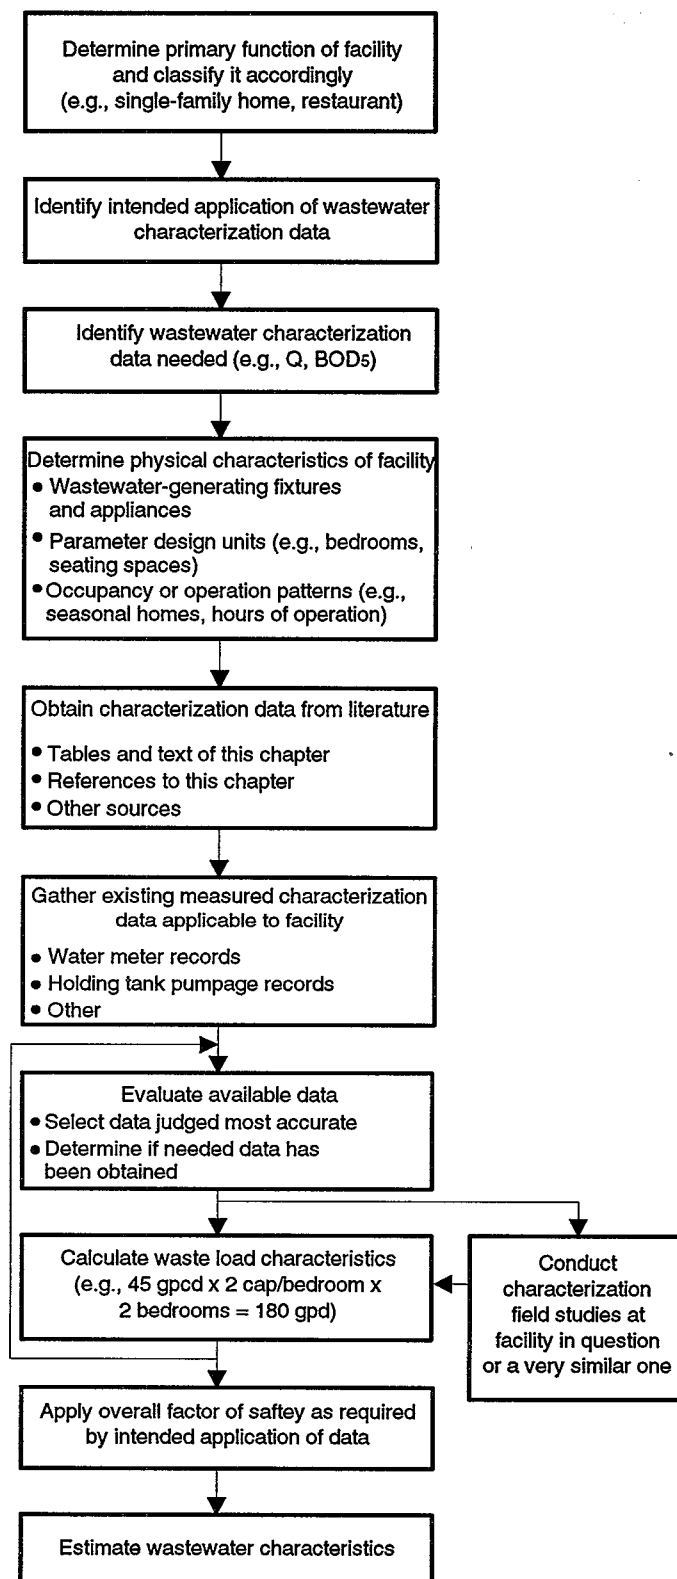 Determine primary function of facility
and classify it accordingly
(e.g., single-family home, restaurant)
Identify intended application of wastewater
characterization data
Identify wastewater characterization
data needed (e.g., Q, BOD5)
Determine physical characteristics of facility
● Wastewater-generating fixtures
and appliances
● Parameter design units (e.g., bedrooms,
seating spaces)
● Occupancy or operation patterns (e.g.,
seasonal homes, hours of operation)
Obtain characterization data from literature
● Tables and text of this chapter
● References to this chapter
● Other sources
Gather existing measured characterization
data applicable to facility
● Water meter records
● Holding tank pumpage records
● Other
Evaluate available data
● Select data judged most accurate
● Determine if needed data has
been obtained
Calculate waste load characteristics
(e.g., 45 gpcd x 2 cap/bedroom x
2 bedrooms = 180 gpd)
Conduct
characterization
field studies at
facility in question
or a very similar one
Apply overall factor of saftey as required
by intended application of data
Estimate wastewater characteristics